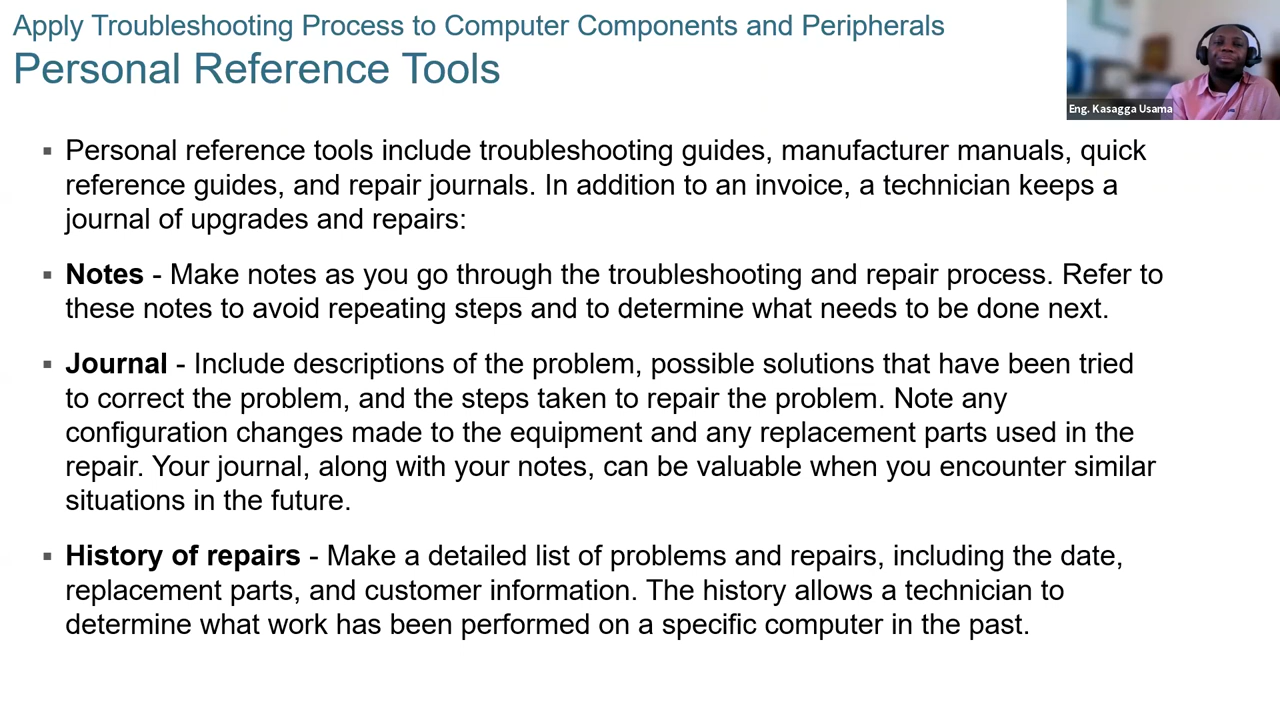 Apply Troubleshooting Process to Computer Components and Peripherals
Personal Reference Tools
Eng. Kasagga Usama
▪ Personal reference tools include troubleshooting guides, manufacturer manuals, quick
reference guides, and repair journals. In addition to an invoice, a technician keeps a
journal of upgrades and repairs:
▪ Notes - Make notes as you go through the troubleshooting and repair process. Refer to
these notes to avoid repeating steps and to determine what needs to be done next.
▪ Journal - Include descriptions of the problem, possible solutions that have been tried
to correct the problem, and the steps taken to repair the problem. Note any
configuration changes made to the equipment and any replacement parts used in the
repair. Your journal, along with your notes, can be valuable when you encounter similar
situations in the future.
▪ History of repairs - Make a detailed list of problems and repairs, including the date,
replacement parts, and customer information. The history allows a technician to
determine what work has been performed on a specific computer in the past.